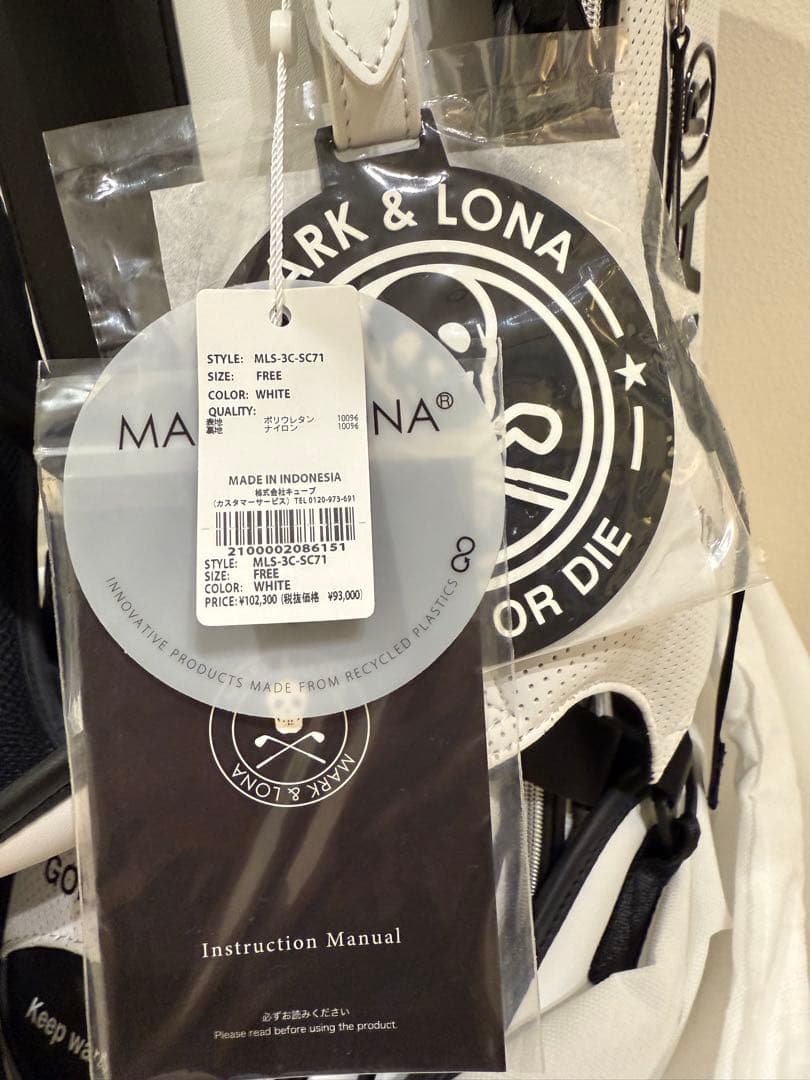 ARK & LONA
OR DIE
STYLE: MLS-3C-SC71
SIZE: FREE
COLOR: WHITE
QUALITY:
表地 ポリウレタン 100%
裏地 ナイロン 100%
MADE IN INDONESIA
株式会社キューブ
(カスタマーサービス) TEL 0120-973-691
2100002086151
STYLE: MLS-3C-SC71
SIZE: FREE
COLOR: WHITE
PRICE: ¥102,300 (税抜価格 ¥93,000)
MA NA®
INNOVATIVE PRODUCTS MADE FROM RECYCLED PLASTICS
MARK & LONA
Instruction Manual
必ずお読みください
Please read before using the product.
GO
Keep wa